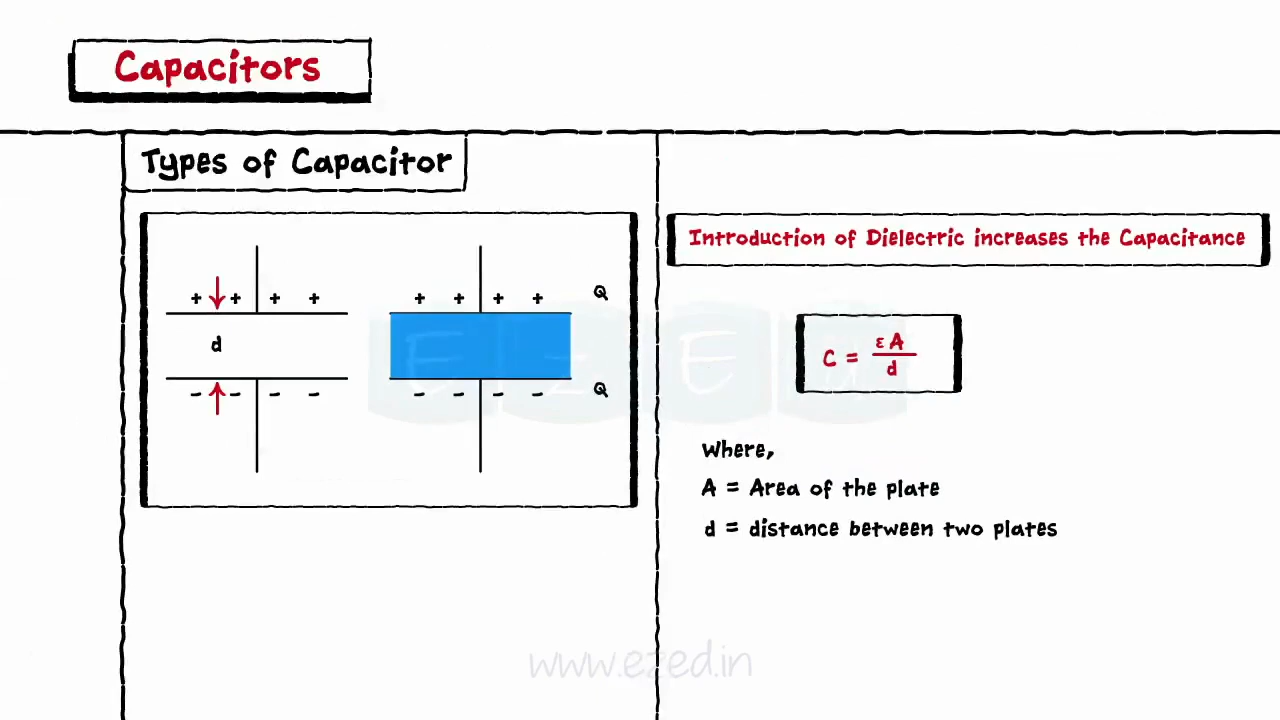 Capacitors
Types of Capacitor
+ + + +
d
- - - -
+ + + + Q
- - - - Q
Introduction of Dielectric increases the Capacitance
C = εA/d
Where,
A = Area of the plate
d = distance between two plates
EzEd
www.ezed.in